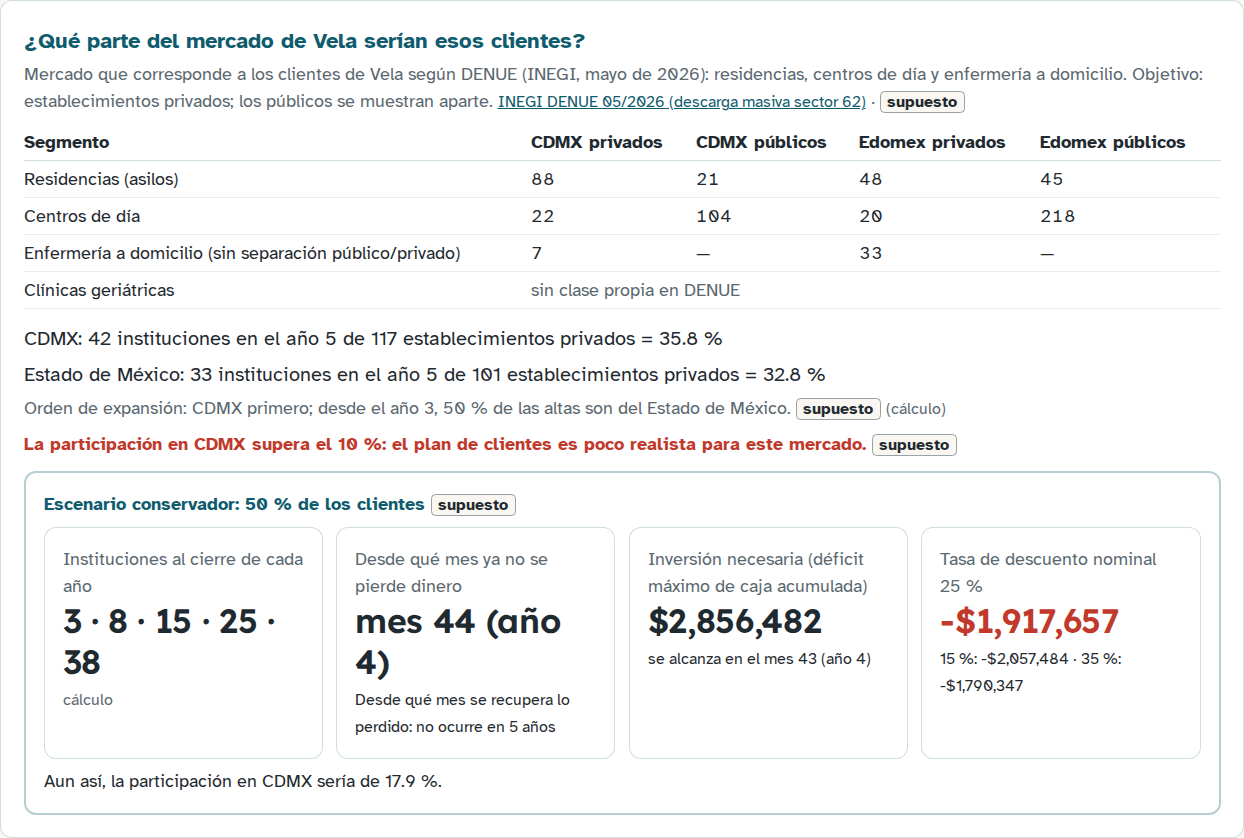 ¿Qué parte del mercado de Vela serían esos clientes?
Mercado que corresponde a los clientes de Vela según DENUE (INEGI, mayo de 2026): residencias, centros de día y enfermería a domicilio. Objetivo:
establecimientos privados; los públicos se muestran aparte. INEGI DENUE 05/2026 (descarga masiva sector 62) · supuesto
Segmento CDMX privados CDMX públicos Edomex privados Edomex públicos
Residencias (asilos) 88 21 48 45
Centros de día 22 104 20 218
Enfermería a domicilio (sin separación público/privado) 7 — 33 —
Clínicas geriátricas sin clase propia en DENUE
CDMX: 42 instituciones en el año 5 de 117 establecimientos privados = 35.8 %
Estado de México: 33 instituciones en el año 5 de 101 establecimientos privados = 32.8 %
Orden de expansión: CDMX primero; desde el año 3, 50 % de las altas son del Estado de México. supuesto (cálculo)
La participación en CDMX supera el 10 %: el plan de clientes es poco realista para este mercado. supuesto
Escenario conservador: 50 % de los clientes supuesto
Instituciones al cierre de cada
año
3 · 8 · 15 · 25 ·
38
cálculo
Desde qué mes ya no se
pierde dinero
mes 44 (año
4)
Desde qué mes se recupera lo
perdido: no ocurre en 5 años
Inversión necesaria (déficit
máximo de caja acumulada)
$2,856,482
se alcanza en el mes 43 (año 4)
Tasa de descuento nominal
25 %
-$1,917,657
15 %: -$2,057,484 · 35 %:
-$1,790,347
Aun así, la participación en CDMX sería de 17.9 %.